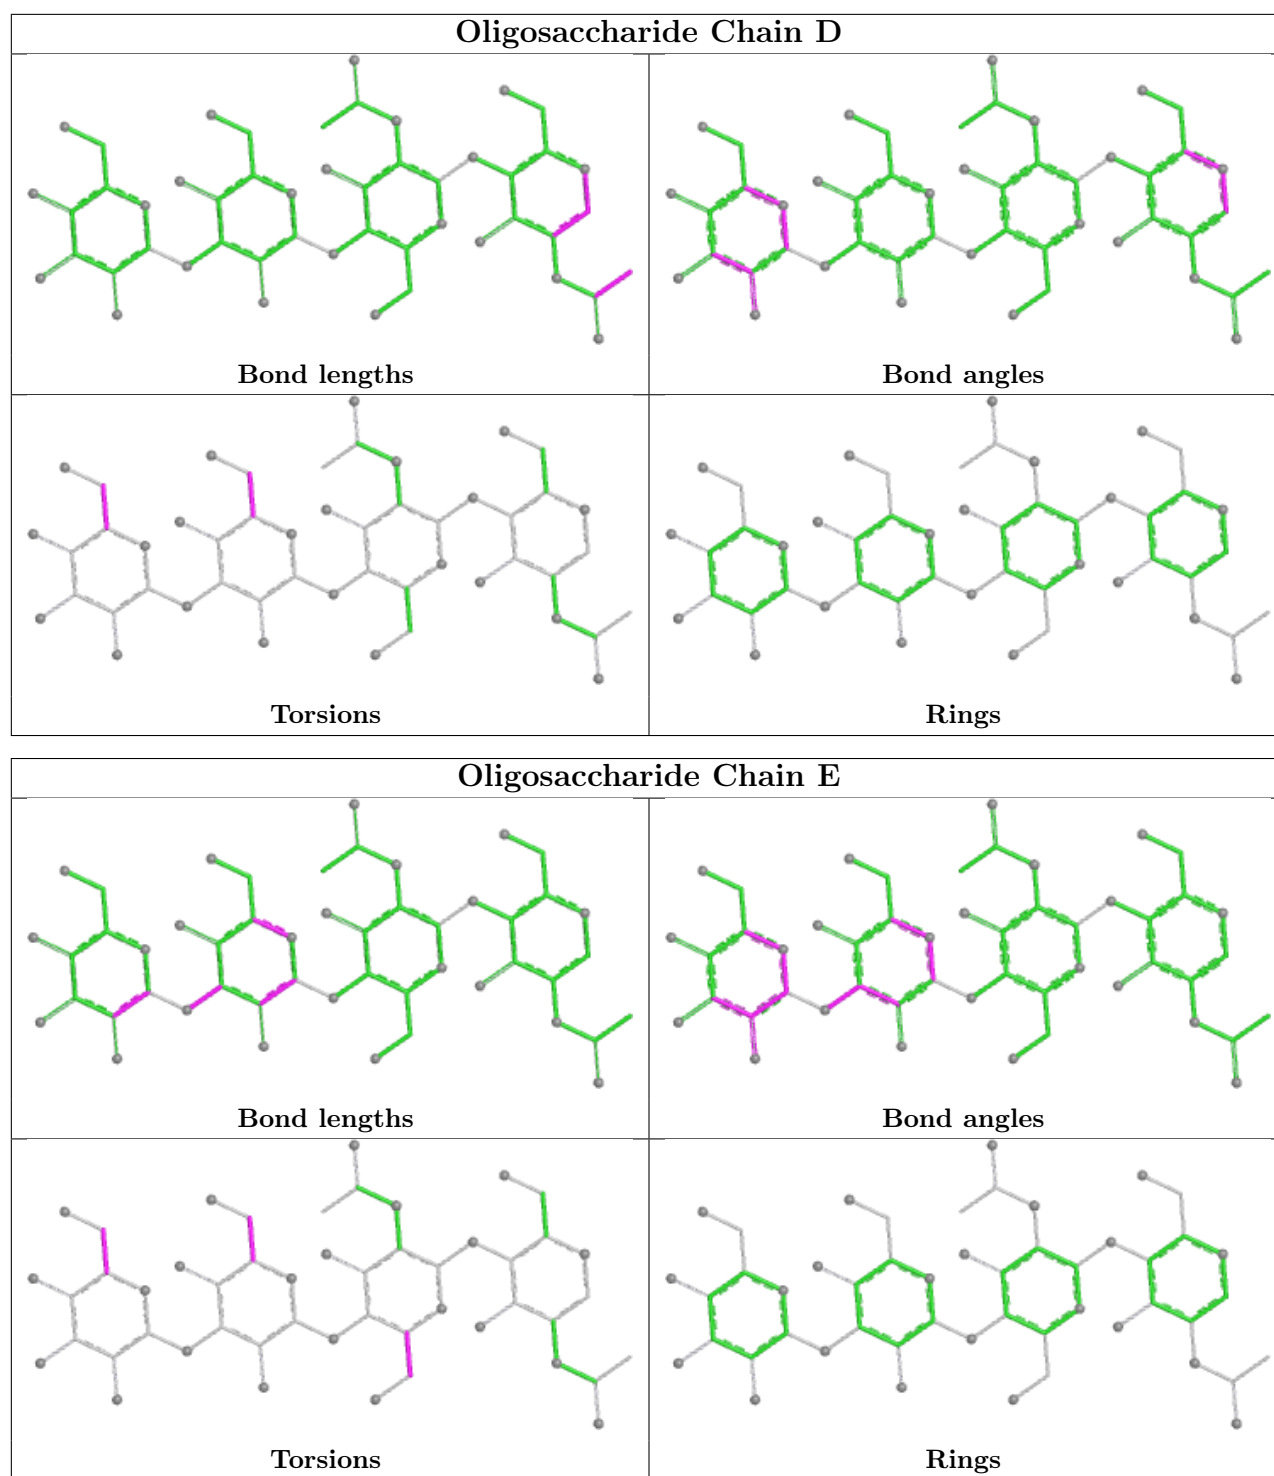 Oligosaccharide Chain D
Bond lengths
Bond angles
Torsions
Rings
Oligosaccharide Chain E
Bond lengths
Bond angles
Torsions
Rings